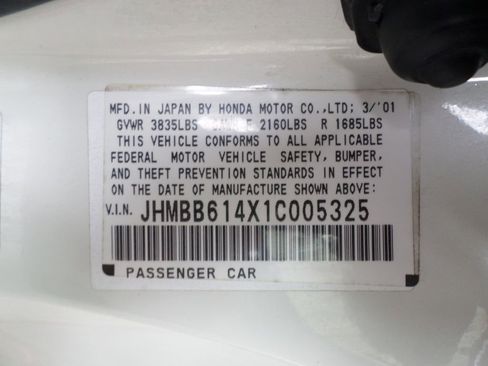 MFD. IN JAPAN BY HONDA MOTOR CO.,LTD; 3/'01
GVWR 3835LBS 2160LBS R 1685LBS
THIS VEHICLE CONFORMS TO ALL APPLICABLE
FEDERAL MOTOR VEHICLE SAFETY, BUMPER,
AND THEFT PREVENTION STANDARDS IN EFFECT
ON THE DATE OF MANUFACTURE SHOWN ABOVE:
V.I.N. JHMBB614X1C005325
PASSENGER CAR